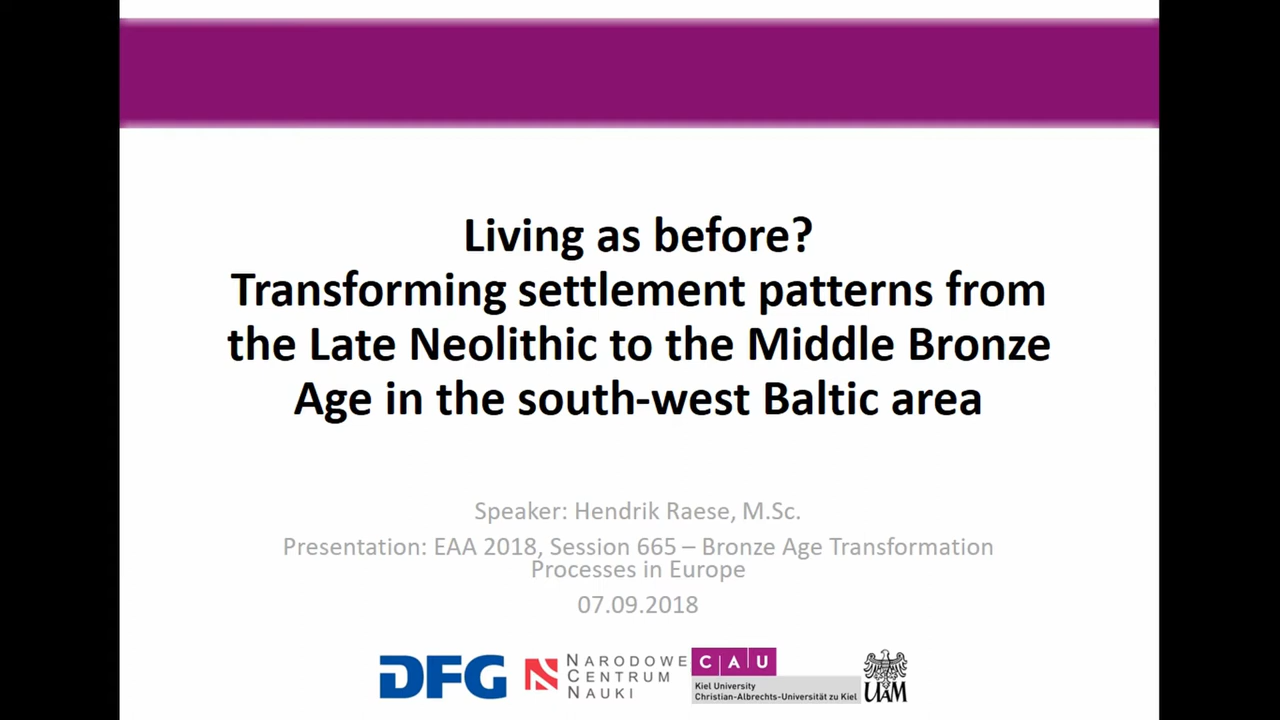 Living as before?
Transforming settlement patterns from
the Late Neolithic to the Middle Bronze
Age in the south-west Baltic area
Speaker: Hendrik Raese, M.Sc.
Presentation: EAA 2018, Session 665 – Bronze Age Transformation
Processes in Europe
07.09.2018
DFG
NARODOWE
CENTRUM
NAUKI
CAU
Kiel University
Christian-Albrechts-Universität zu Kiel
UAM